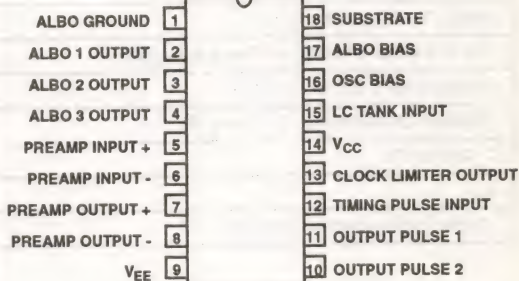 ALBO GROUND 1
ALBO 1 OUTPUT 2
ALBO 2 OUTPUT 3
ALBO 3 OUTPUT 4
PREAMP INPUT + 5
PREAMP INPUT - 6
PREAMP OUTPUT + 7
PREAMP OUTPUT - 8
VEE 9
18 SUBSTRATE
17 ALBO BIAS
16 OSC BIAS
15 LC TANK INPUT
14 VCC
13 CLOCK LIMITER OUTPUT
12 TIMING PULSE INPUT
11 OUTPUT PULSE 1
10 OUTPUT PULSE 2